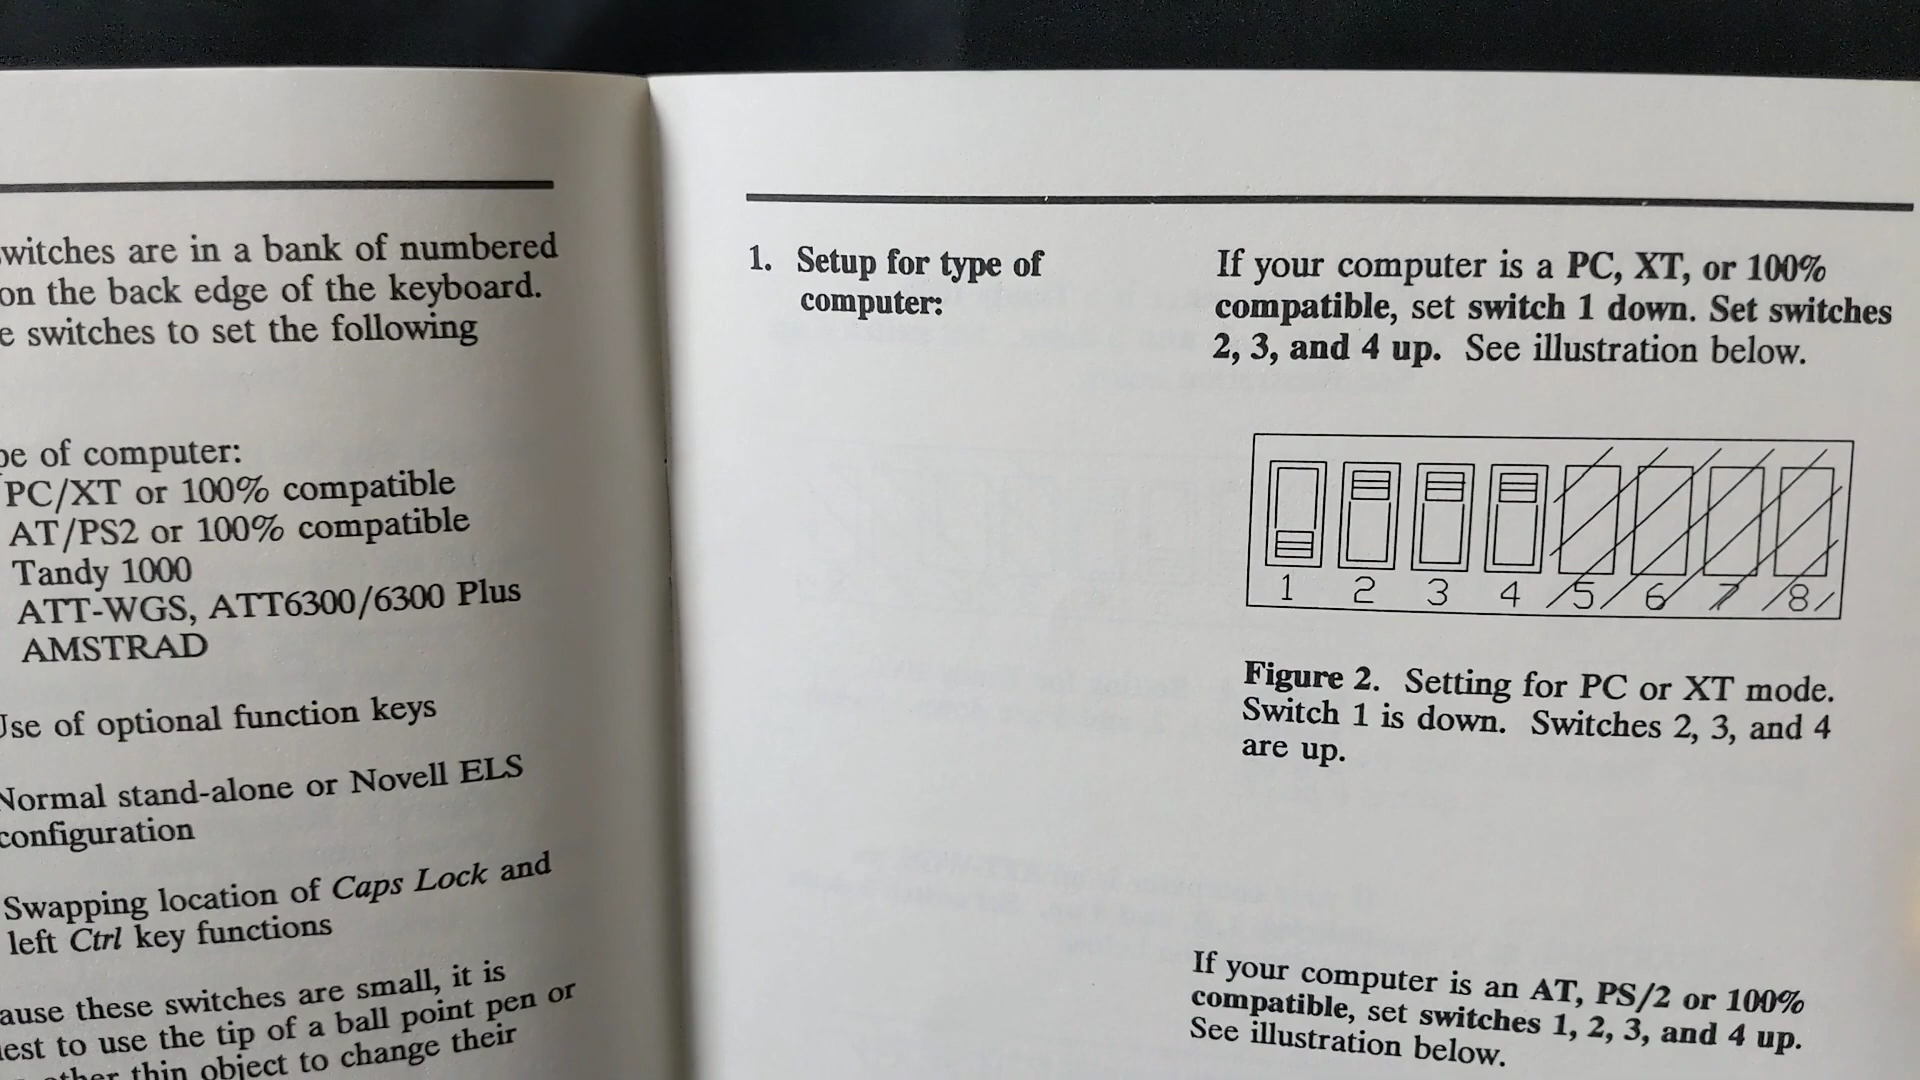 witches are in a bank of numbered
on the back edge of the keyboard.
e switches to set the following
pe of computer:
PC/XT or 100% compatible
AT/PS2 or 100% compatible
Tandy 1000
ATT-WGS, ATT6300/6300 Plus
AMSTRAD
Use of optional function keys
Normal stand-alone or Novell ELS
configuration
Swapping location of Caps Lock and
left Ctrl key functions
ause these switches are small, it is
iest to use the tip of a ball point pen or
other thin object to change their
1. Setup for type of
computer:
If your computer is a PC, XT, or 100%
compatible, set switch 1 down. Set switches
2, 3, and 4 up. See illustration below.
1 2 3 4 5 6 7 8
Figure 2. Setting for PC or XT mode.
Switch 1 is down. Switches 2, 3, and 4
are up.
If your computer is an AT, PS/2 or 100%
compatible, set switches 1, 2, 3, and 4 up.
See illustration below.